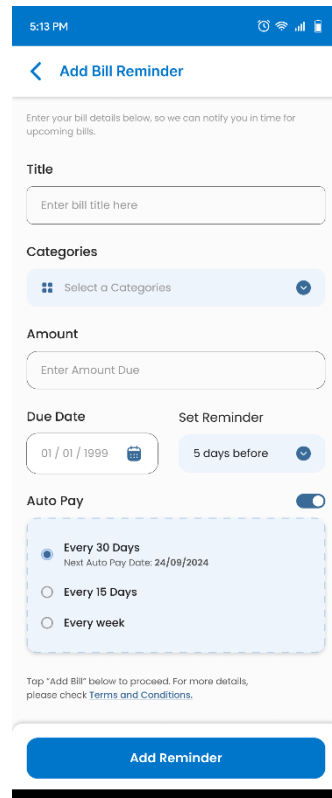 5:13 PM
Add Bill Reminder
Enter your bill details below, so we can notify you in time for
upcoming bills.
Title
Enter bill title here
Categories
Select a Categories
Amount
Enter Amount Due
Due Date
Set Reminder
01 / 01 / 1999
5 days before
Auto Pay
Every 30 Days
Next Auto Pay Date: 24/09/2024
Every 15 Days
Every week
Tap "Add Bill" below to proceed. For more details,
please check Terms and Conditions.
Add Reminder